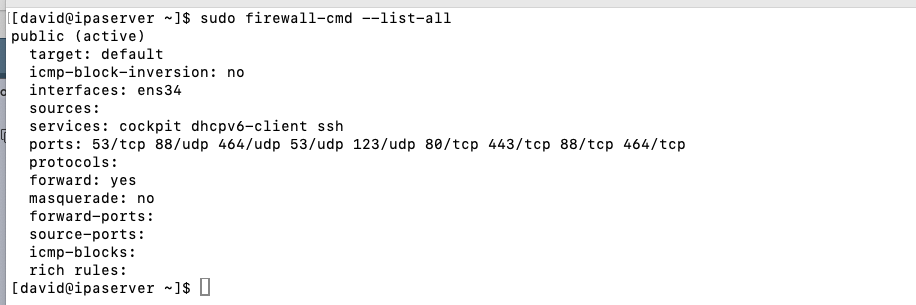 [david@ipaserver ~]$ sudo firewall-cmd --list-all
public (active)
  target: default
  icmp-block-inversion: no
  interfaces: ens34
  sources:
  services: cockpit dhcpv6-client ssh
  ports: 53/tcp 88/udp 464/udp 53/udp 123/udp 80/tcp 443/tcp 88/tcp 464/tcp
  protocols:
  forward: yes
  masquerade: no
  forward-ports:
  source-ports:
  icmp-blocks:
  rich rules:
[david@ipaserver ~]$